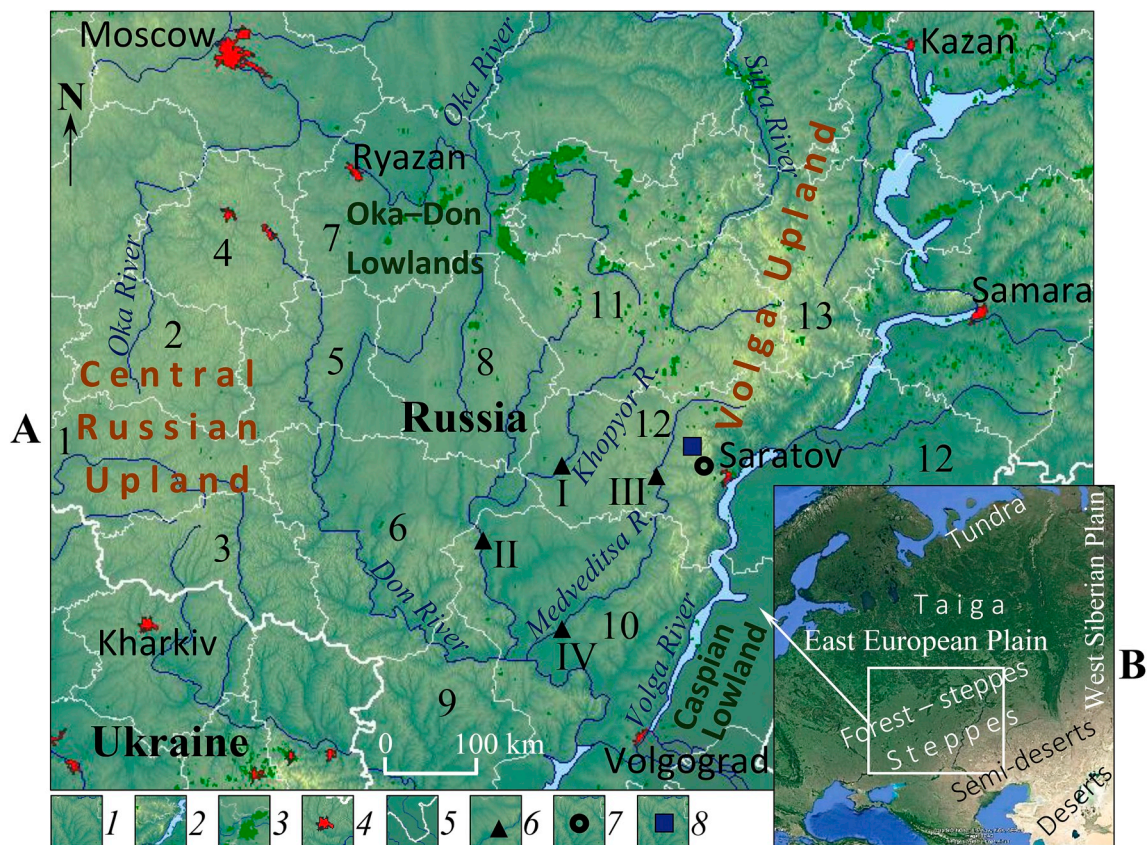 Moscow
Kazan
N
Oka River
Sura River
Ryazan
Volga Upland
4
7
Oka–Don
Lowlands
Oka River
2
5
8
11
13
Samara
Central
Russian
Upland
1
A
Russia
Khopyor R.
12
Saratov
12
I
III
3
6
II
Medveditsa R.
Don River
Kharkiv
10
IV
Volga River
Caspian
Lowland
9
Ukraine
0 100 km
Volgograd
Tundra
Taiga
East European Plain
West Siberian Plain
B
Forest – steppes
Steppes
Semi-deserts
Deserts
1 2 3 4 5 6 7 8